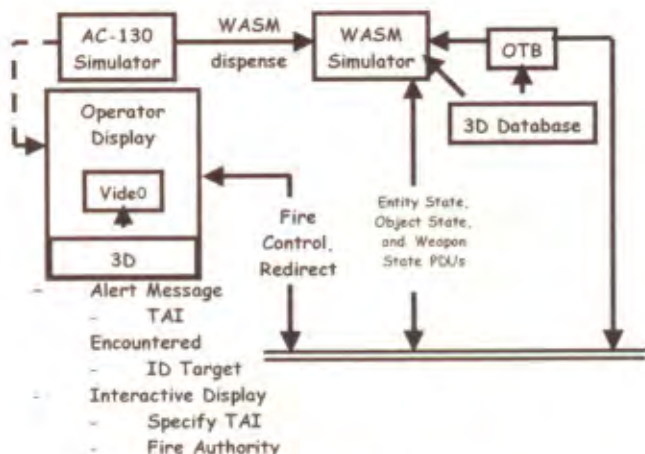 AC-130
Simulator
WASM
dispense
WASM
Simulator
OTB
3D Database
Operator
Display
Vide0
3D
Fire
Control,
Redirect
Entity State,
Object State,
and Weapon
State PDUs
- Alert Message
- TAI
Encountered
- ID Target
- Interactive Display
- Specify TAI
- Fire Authority